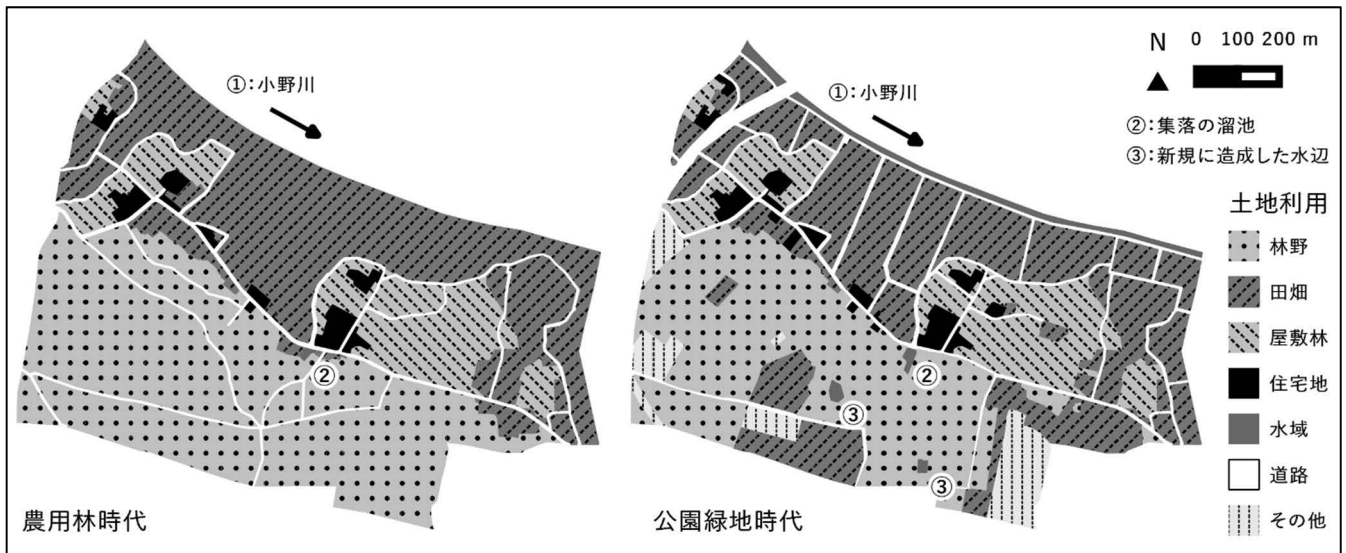 ①：小野川
②
農用林時代
①：小野川
②
③
③
公園緑地時代
N 0 100 200 m
②：集落の溜池
③：新規に造成した水辺
土地利用
林野
田畑
屋敷林
住宅地
水域
道路
その他